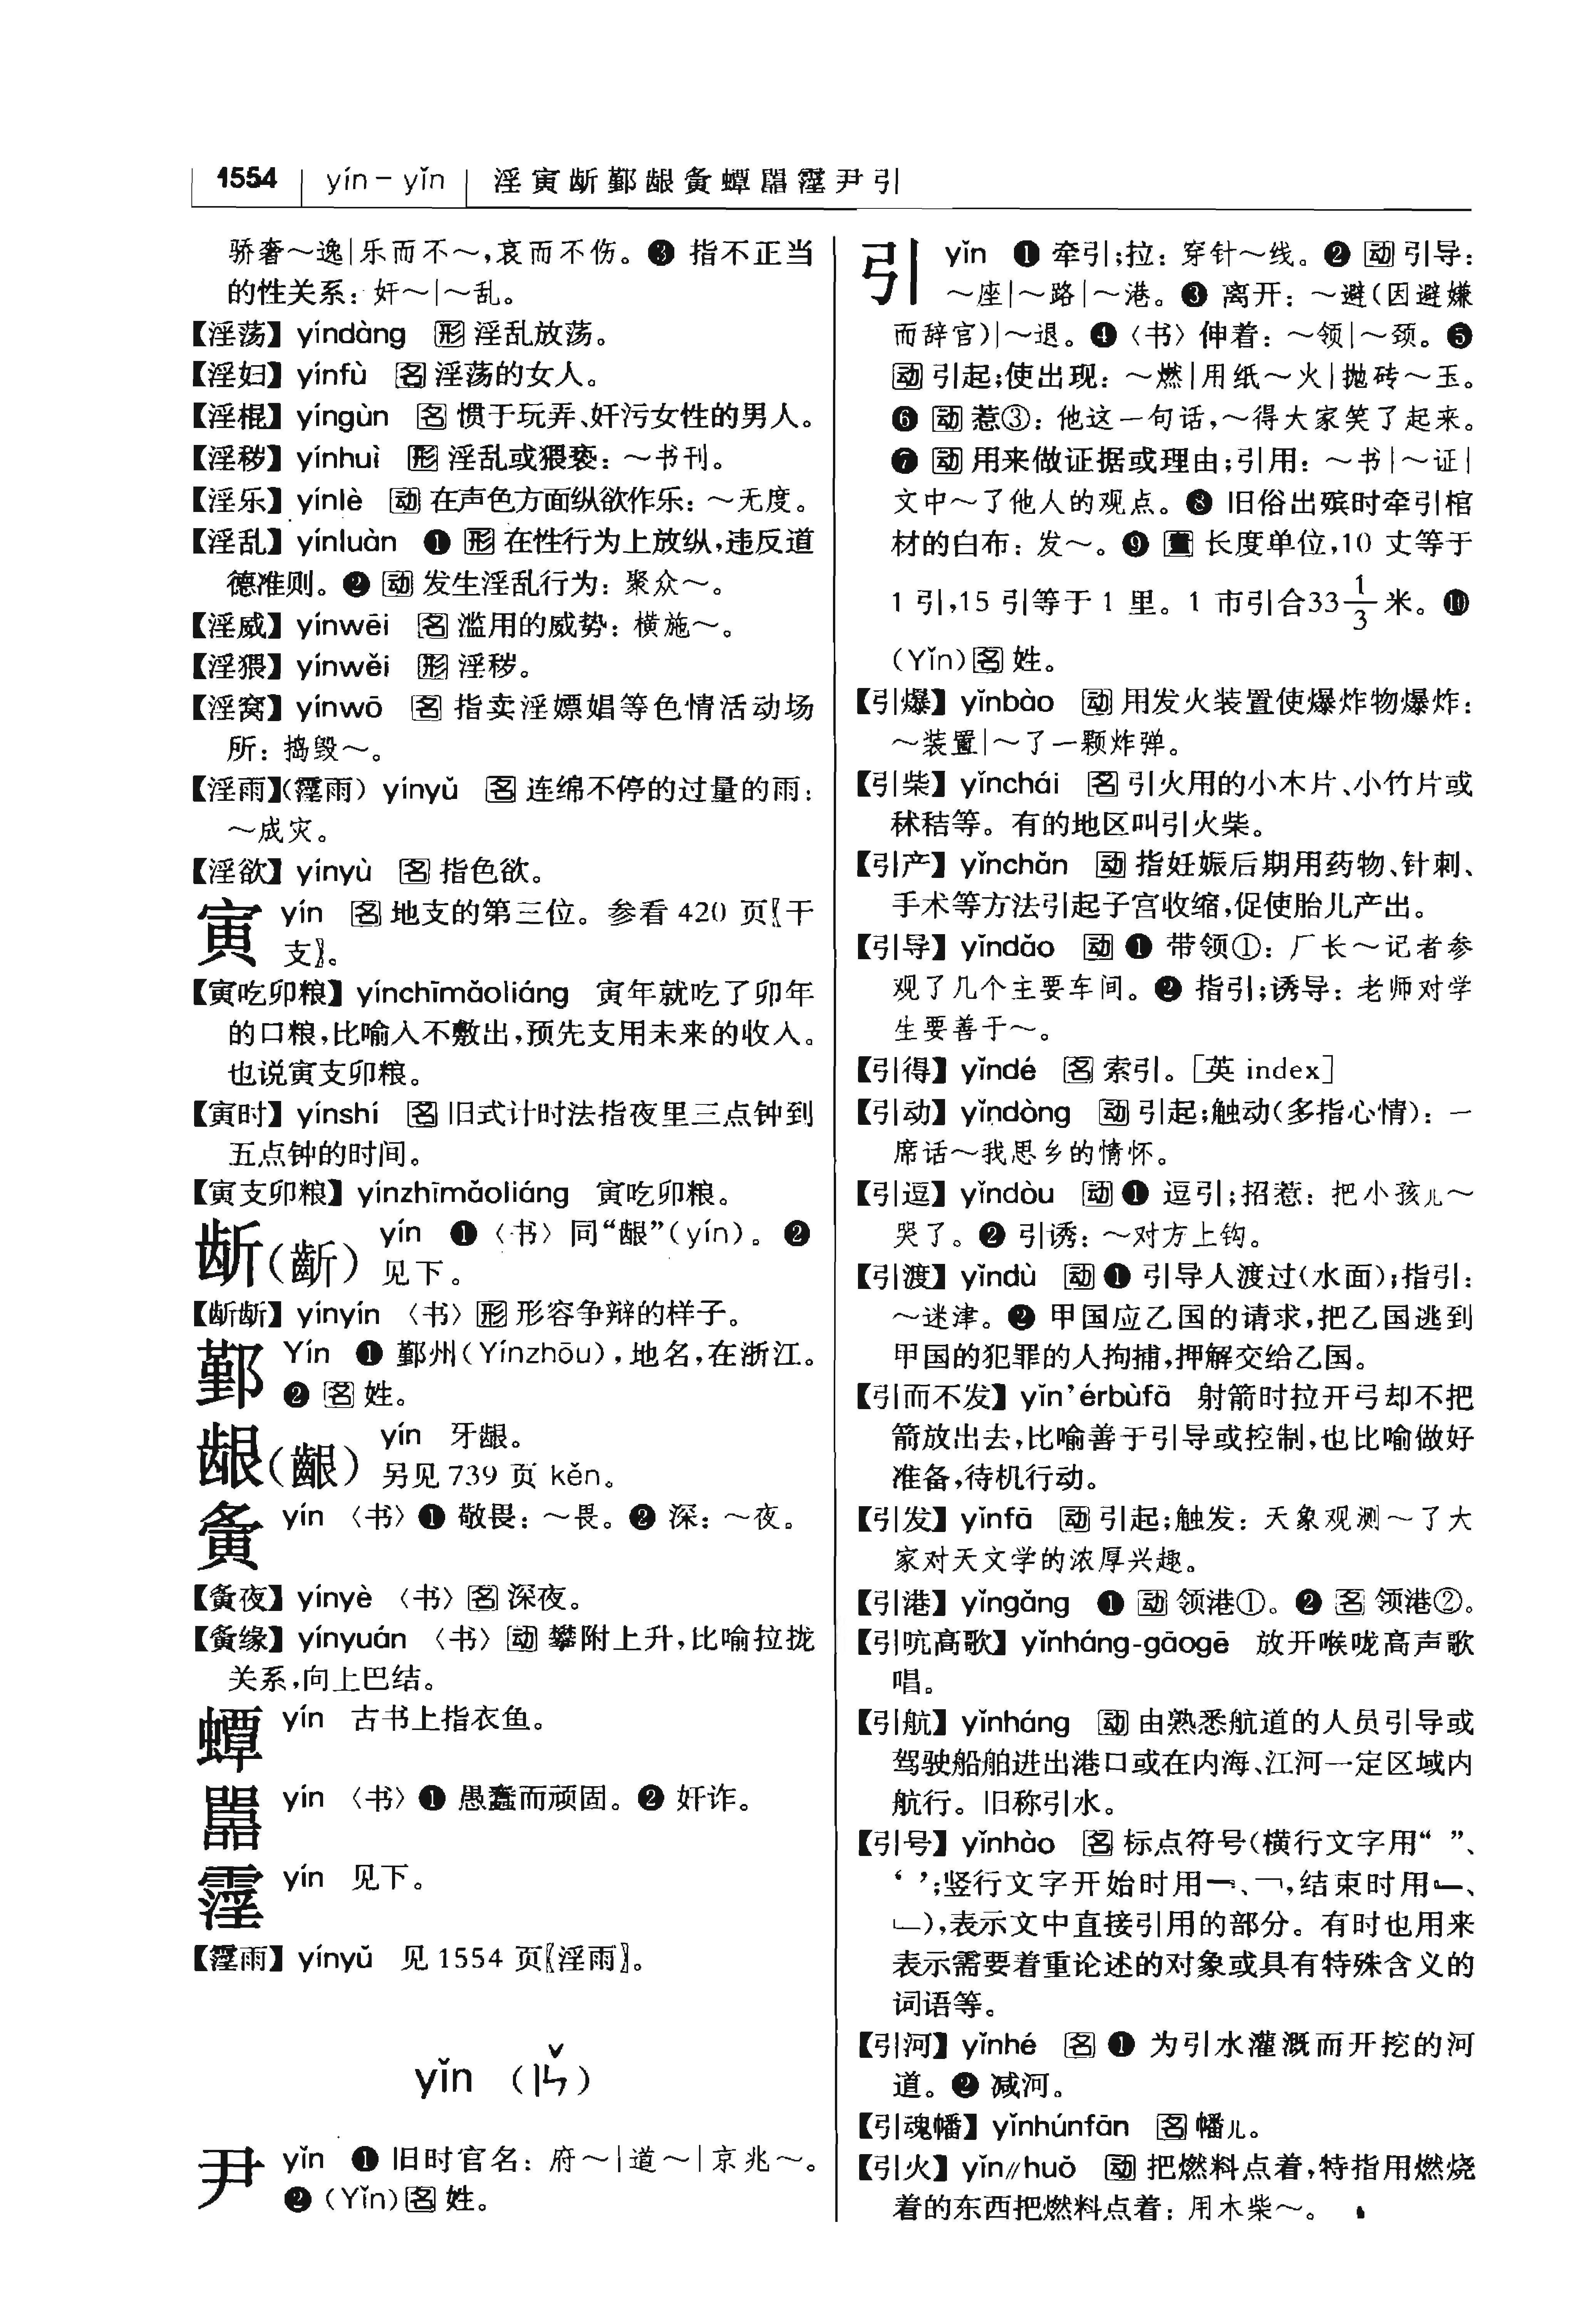 1554 yín－yǐn 淫寅龂鄞龈夤蟫嚚霪尹引
骄奢～逸|乐而不～,哀而不伤。❸ 指不正当
的性关系：奸～|～乱。
【淫荡】yíndàng 形 淫乱放荡。
【淫妇】yínfù 名 淫荡的女人。
【淫棍】yíngùn 名 惯于玩弄、奸污女性的男人。
【淫秽】yínhuì 形 淫乱或猥亵：～书刊。
【淫乐】yínlè 动 在声色方面纵欲作乐：～无度。
【淫乱】yínluàn ❶ 形 在性行为上放纵,违反道
德准则。❷ 动 发生淫乱行为：聚众～。
【淫威】yínwēi 名 滥用的威势：横施～。
【淫猥】yínwěi 形 淫秽。
【淫窝】yínwō 名 指卖淫嫖娼等色情活动场
所：捣毁～。
【淫雨】(霪雨) yínyǔ 名 连绵不停的过量的雨：
～成灾。
【淫欲】yínyù 名 指色欲。
寅 yín 名 地支的第三位。参看 420 页〖干
支〗。
【寅吃卯粮】yínchīmǎoliáng 寅年就吃了卯年
的口粮,比喻入不敷出,预先支用未来的收入。
也说寅支卯粮。
【寅时】yínshí 名 旧式计时法指夜里三点钟到
五点钟的时间。
【寅支卯粮】yínzhīmǎoliáng 寅吃卯粮。
龂(齗) yín ❶〈书〉同“龈”(yín)。❷
见下。
【龂龂】yínyín 〈书〉形 形容争辩的样子。
鄞 Yín ❶ 鄞州(Yínzhōu),地名,在浙江。
❷ 名 姓。
龈(齦) yín 牙龈。
另见 739 页 kěn。
夤 yín 〈书〉❶ 敬畏：～畏。❷ 深：～夜。
【夤夜】yínyè 〈书〉名 深夜。
【夤缘】yínyuán 〈书〉动 攀附上升,比喻拉拢
关系,向上巴结。
蟫 yín 古书上指衣鱼。
嚚 yín 〈书〉❶ 愚蠢而顽固。❷ 奸诈。
霪 yín 见下。
【霪雨】yínyǔ 见 1554 页〖淫雨〗。
yǐn (ㄧㄣˇ)
尹 yǐn ❶ 旧时官名：府～|道～|京兆～。
❷ (Yǐn)名 姓。
引 yǐn ❶ 牵引;拉：穿针～线。❷ 动 引导：
～座|～路|～港。❸ 离开：～避(因避嫌
而辞官)|～退。❹〈书〉伸着：～领|～颈。❺
动 引起;使出现：～燃|用纸～火|抛砖～玉。
❻ 动 惹③：他这一句话,～得大家笑了起来。
❼ 动 用来做证据或理由;引用：～书|～证|
文中～了他人的观点。❽ 旧俗出殡时牵引棺
材的白布：发～。❾ 量 长度单位,10 丈等于
1 引,15 引等于 1 里。1 市引合33 1/3 米。❿
(Yǐn)名 姓。
【引爆】yǐnbào 动 用发火装置使爆炸物爆炸：
～装置|～了一颗炸弹。
【引柴】yǐnchái 名 引火用的小木片、小竹片或
秫秸等。有的地区叫引火柴。
【引产】yǐnchǎn 动 指妊娠后期用药物、针刺、
手术等方法引起子宫收缩,促使胎儿产出。
【引导】yǐndǎo 动 ❶ 带领①：厂长～记者参
观了几个主要车间。❷ 指引;诱导：老师对学
生要善于～。
【引得】yǐndé 名 索引。[英 index]
【引动】yǐndòng 动 引起;触动(多指心情)：一
席话～我思乡的情怀。
【引逗】yǐndòu 动 ❶ 逗引;招惹：把小孩儿～
哭了。❷ 引诱：～对方上钩。
【引渡】yǐndù 动 ❶ 引导人渡过(水面);指引：
～迷津。❷ 甲国应乙国的请求,把乙国逃到
甲国的犯罪的人拘捕,押解交给乙国。
【引而不发】yǐn’érbùfā 射箭时拉开弓却不把
箭放出去,比喻善于引导或控制,也比喻做好
准备,待机行动。
【引发】yǐnfā 动 引起;触发：天象观测～了大
家对天文学的浓厚兴趣。
【引港】yǐngǎng ❶ 动 领港①。❷ 名 领港②。
【引吭高歌】yǐnháng-gāogē 放开喉咙高声歌
唱。
【引航】yǐnháng 动 由熟悉航道的人员引导或
驾驶船舶进出港口或在内海、江河一定区域内
航行。旧称引水。
【引号】yǐnhào 名 标点符号(横行文字用“ ”、
‘ ’;竖行文字开始时用﹃、﹁,结束时用﹄、
﹂),表示文中直接引用的部分。有时也用来
表示需要着重论述的对象或具有特殊含义的
词语等。
【引河】yǐnhé 名 ❶ 为引水灌溉而开挖的河
道。❷ 减河。
【引魂幡】yǐnhúnfān 名 幡儿。
【引火】yǐn//huǒ 动 把燃料点着,特指用燃烧
着的东西把燃料点着：用木柴～。